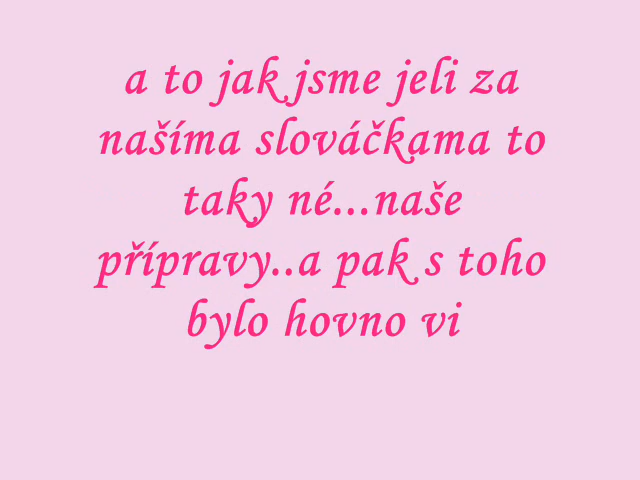 a to jak jsme jeli za
našíma slováčkama to
taky né...naše
přípravy..a pak s toho
bylo hovno vi